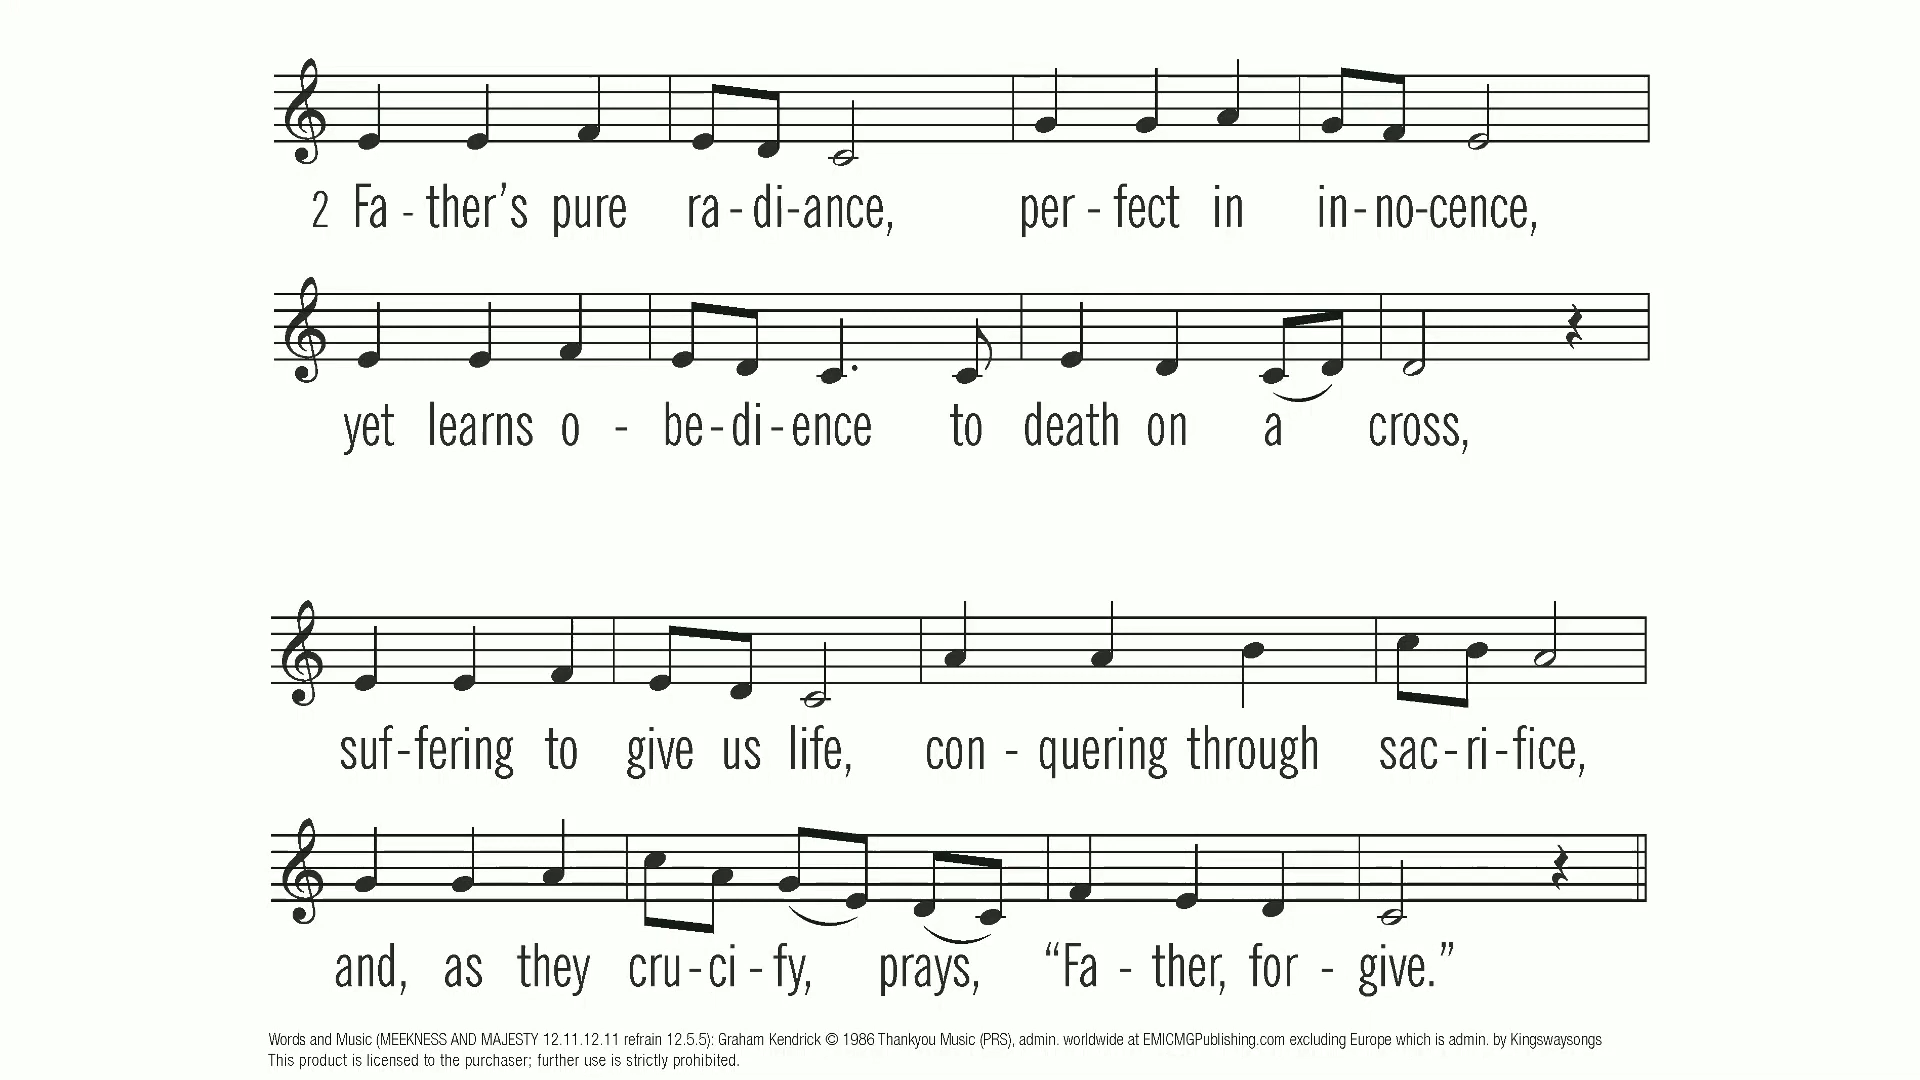 2 Fa - ther's pure ra - di - ance, per - fect in in - no - cence,
yet learns o - be - di - ence to death on a cross,
suf - fering to give us life, con - quering through sac - ri - fice,
and, as they cru - ci - fy, prays, “Fa - ther, for - give.”
Words and Music (MEEKNESS AND MAJESTY 12.11.12.11 refrain 12.5.5): Graham Kendrick © 1986 Thankyou Music (PRS), admin. worldwide at EMICMGPublishing.com excluding Europe which is admin. by Kingswaysongs
This product is licensed to the purchaser; further use is strictly prohibited.